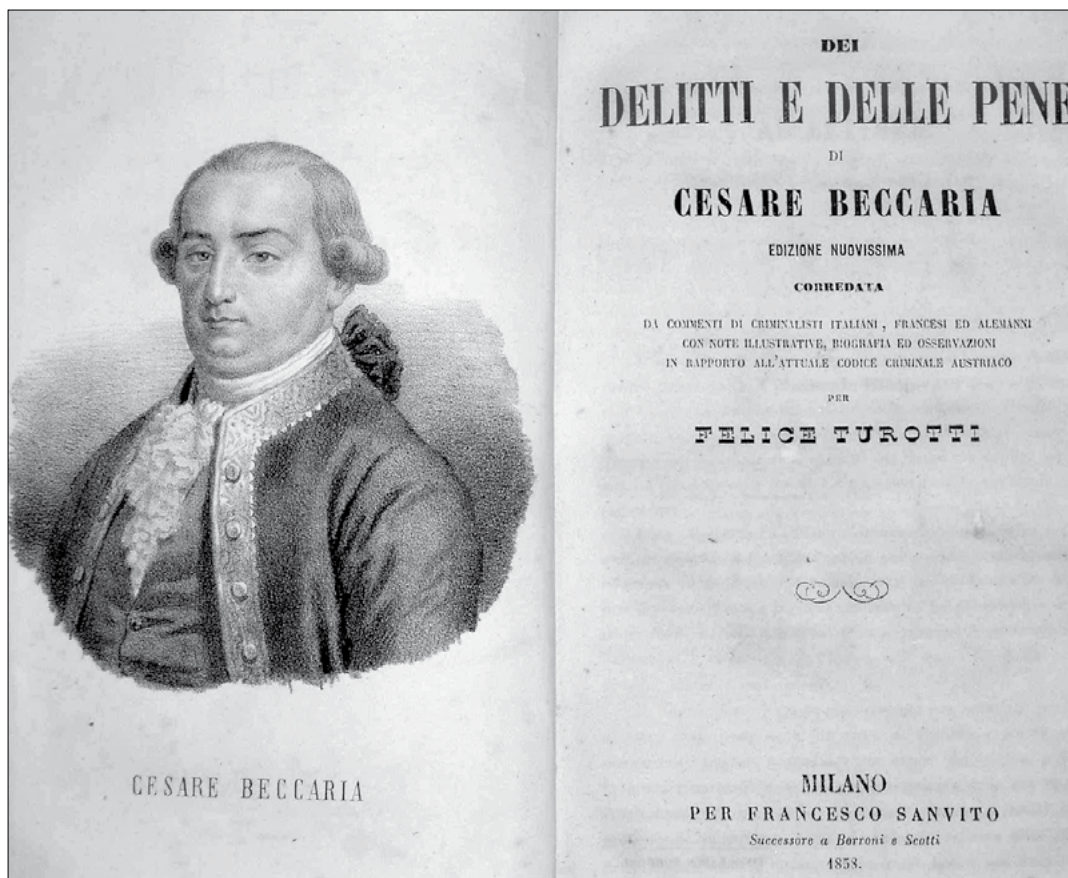 CESARE BECCARIA
DEI
DELITTI E DELLE PENE
DI
CESARE BECCARIA
EDIZIONE NUOVISSIMA
CORREDATA
DA COMMENTI DI CRIMINALISTI ITALIANI, FRANCESI ED ALEMANNI
CON NOTE ILLUSTRATIVE, BIOGRAFIA ED OSSERVAZIONI
IN RAPPORTO ALL'ATTUALE CODICE CRIMINALE AUSTRIACO
PER
FELICE TUROTTI
MILANO
PER FRANCESCO SANVITO
Successore a Borroni e Scotti
1858.